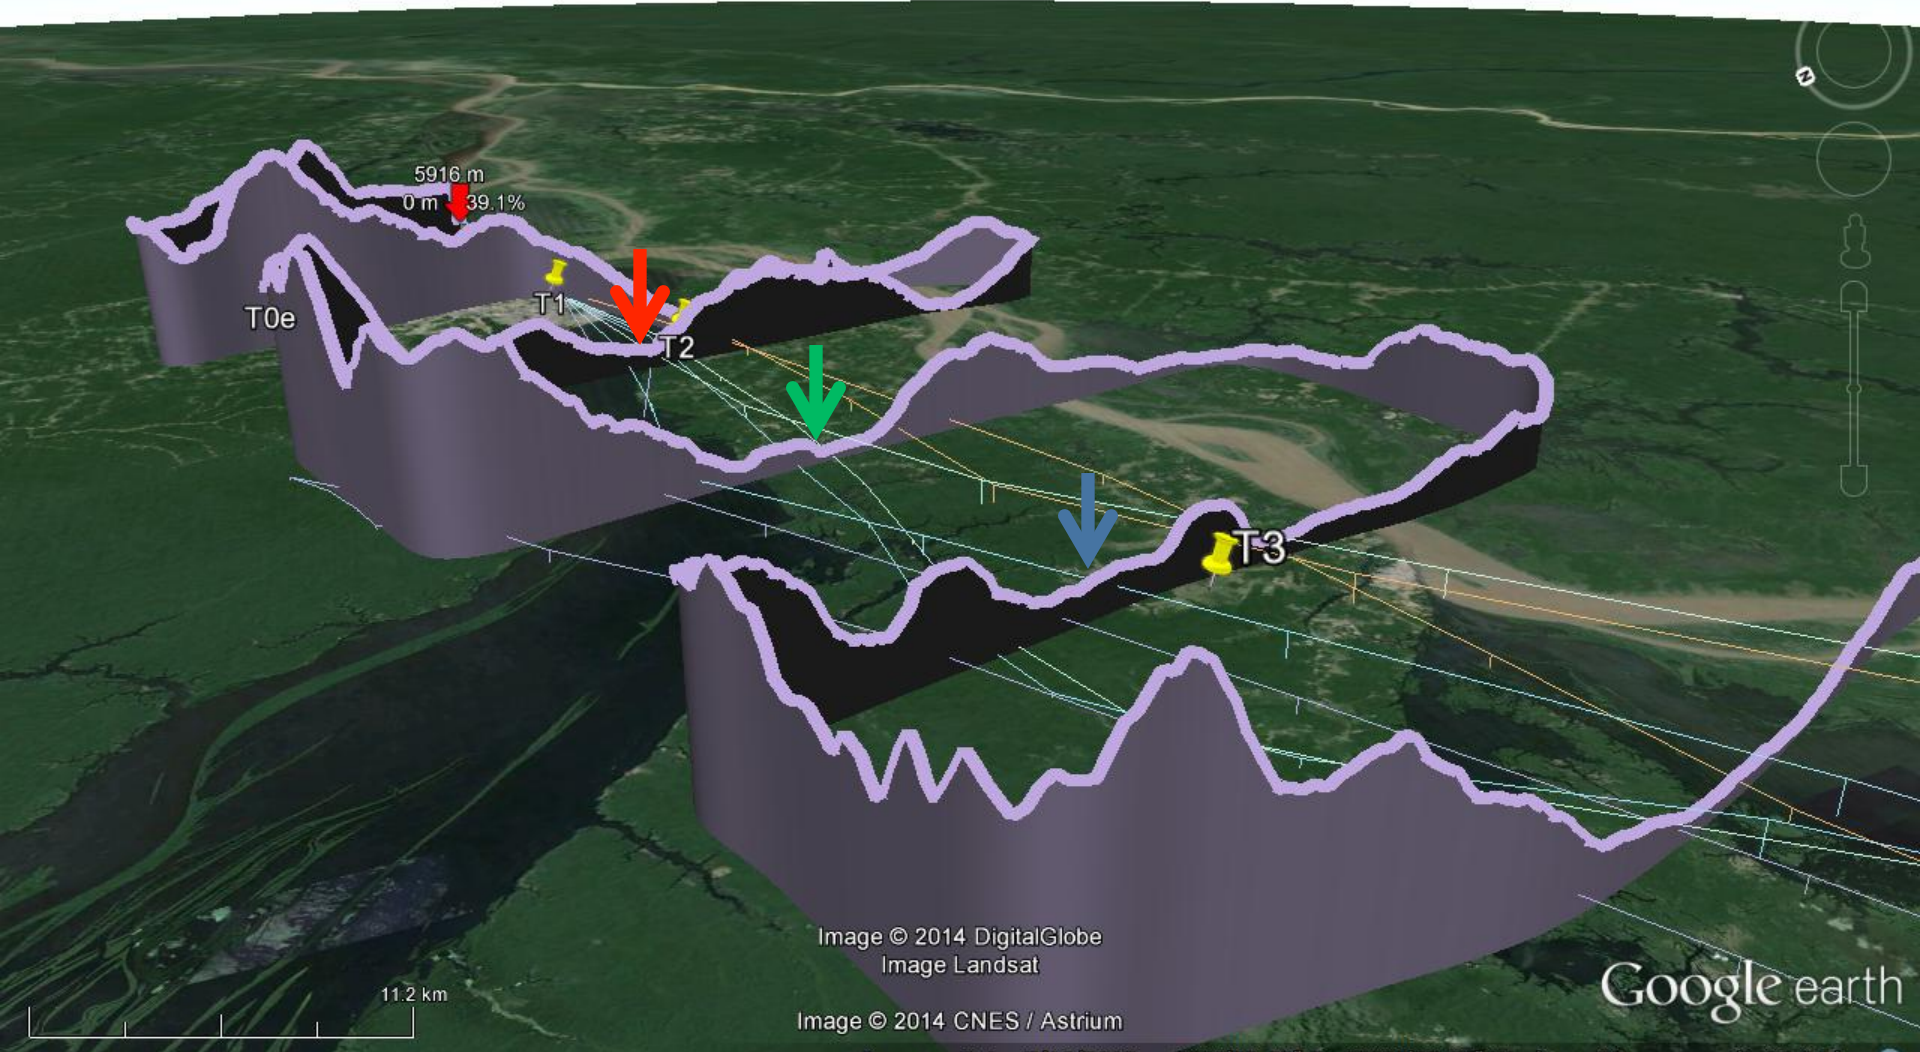 N
5916 m
0 m
39.1%
T1
T0e
T2
T3
Image © 2014 DigitalGlobe
Image Landsat
Google earth
11.2 km
Image © 2014 CNES / Astrium